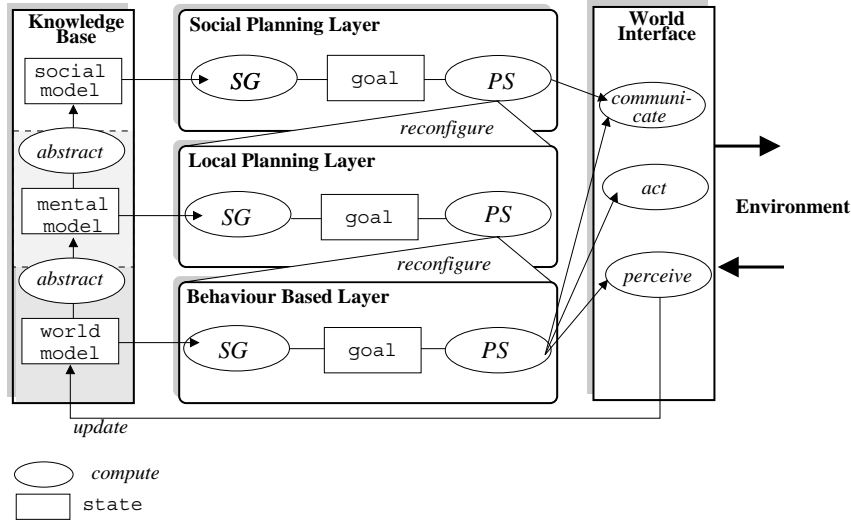 Knowledge
Base
Social Planning Layer
World
Interface
social
model
SG
goal
PS
communi-
cate
reconfigure
abstract
Local Planning Layer
mental
model
SG
goal
PS
act
Environment
reconfigure
abstract
perceive
Behaviour Based Layer
world
model
SG
goal
PS
update
compute
state